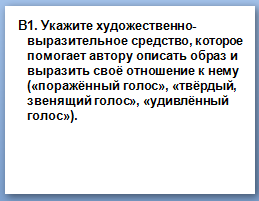 В1. Укажите художественно-
выразительное средство, которое
помогает автору описать образ и
выразить своё отношение к нему
(«поражённый голос», «твёрдый,
звенящий голос», «удивлённый
голос»).